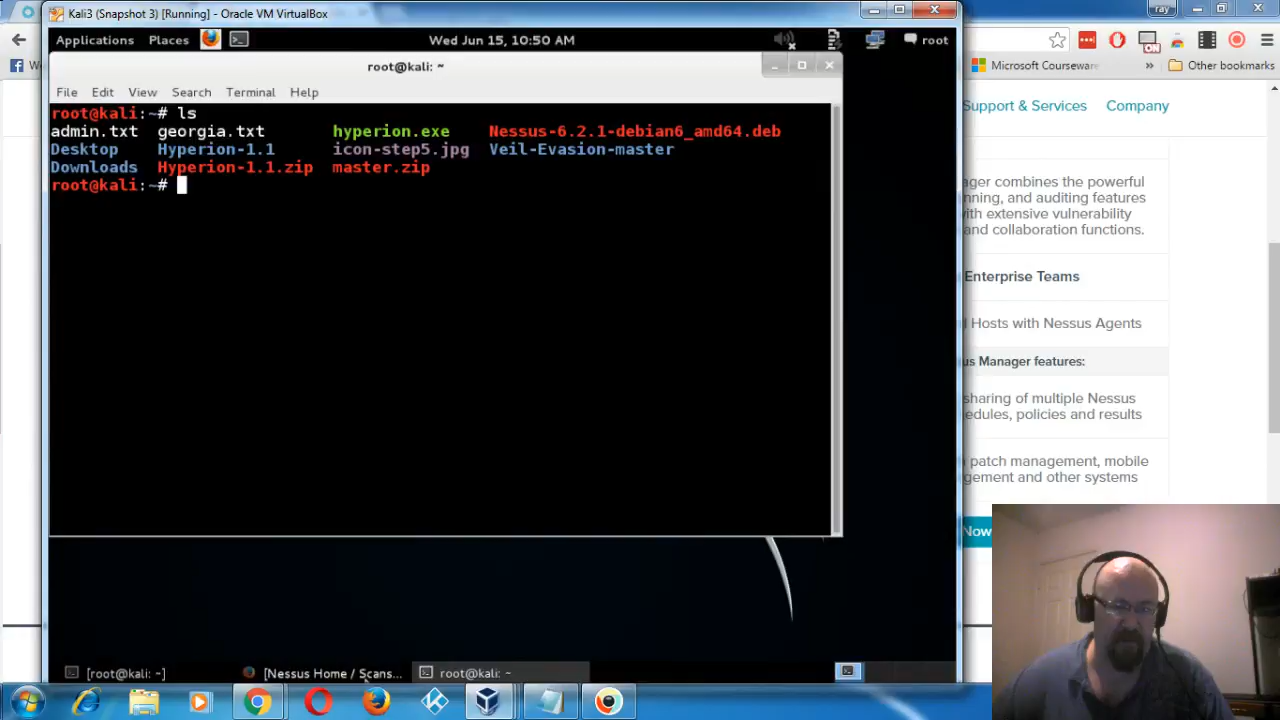 Kali3 (Snapshot 3) [Running] - Oracle VM VirtualBox
ray
Applications Places Wed Jun 15, 10:50 AM root
root@kali: ~
File Edit View Search Terminal Help
root@kali:~# ls
admin.txt georgia.txt hyperion.exe Nessus-6.2.1-debian6_amd64.deb
Desktop Hyperion-1.1 icon-step5.jpg Veil-Evasion-master
Downloads Hyperion-1.1.zip master.zip
root@kali:~#
[root@kali: ~] [Nessus Home / Scans... root@kali: ~
ON
Microsoft Courseware » Other bookmarks
Support & Services Company
ager combines the powerful
nning, and auditing features
with extensive vulnerability
and collaboration functions.
Enterprise Teams
Hosts with Nessus Agents
us Manager features:
sharing of multiple Nessus
edules, policies and results
patch management, mobile
gement and other systems
Now